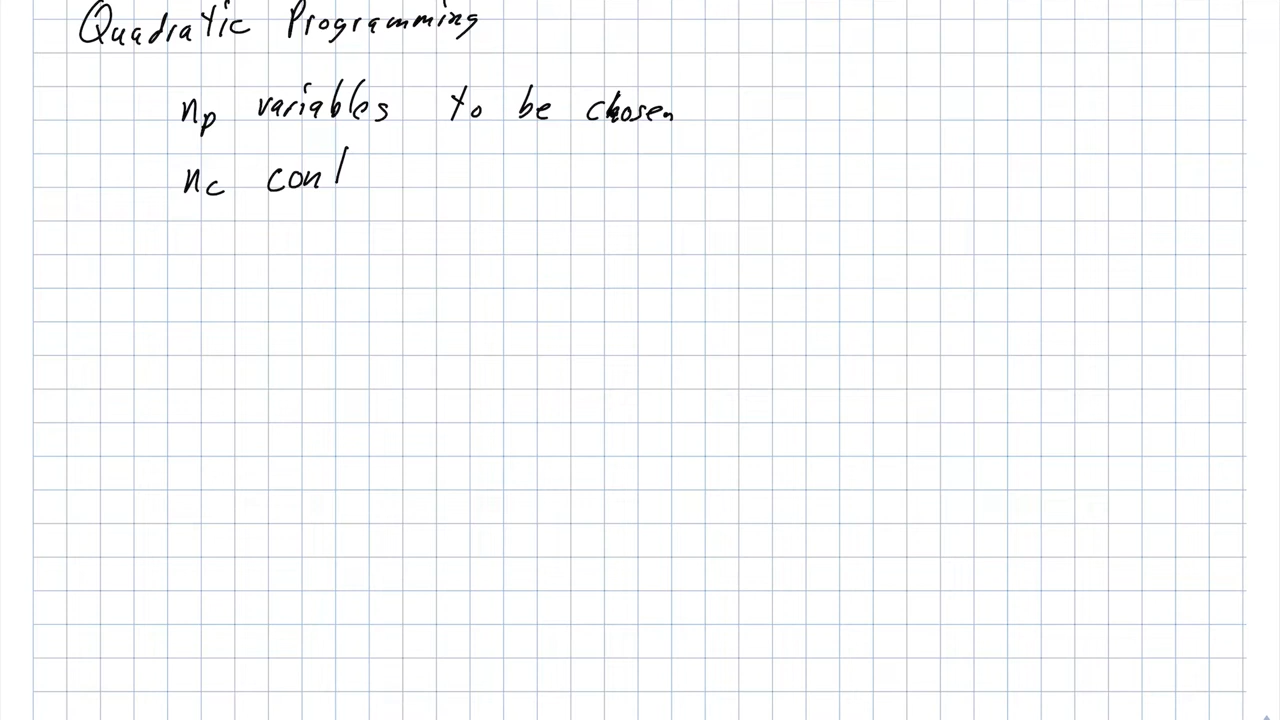 Quadratic Programming
np variables to be chosen
nc con